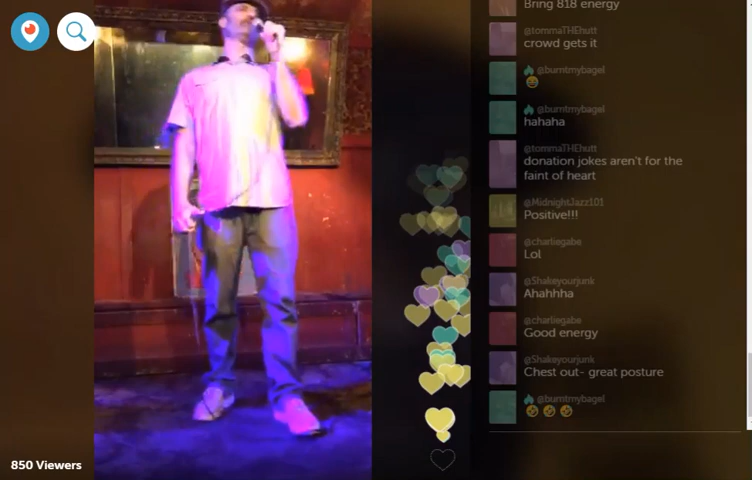 Bring 818 energy
@tommaTHEhutt
crowd gets it
@burntmybagel
@burntmybagel
hahaha
@tommaTHEhutt
donation jokes aren't for the
faint of heart
@MidnightJazz101
Positive!!!
@charliegabe
Lol
@Shakeyourjunk
Ahahhha
@charliegabe
Good energy
@Shakeyourjunk
Chest out- great posture
@burntmybagel
850 Viewers